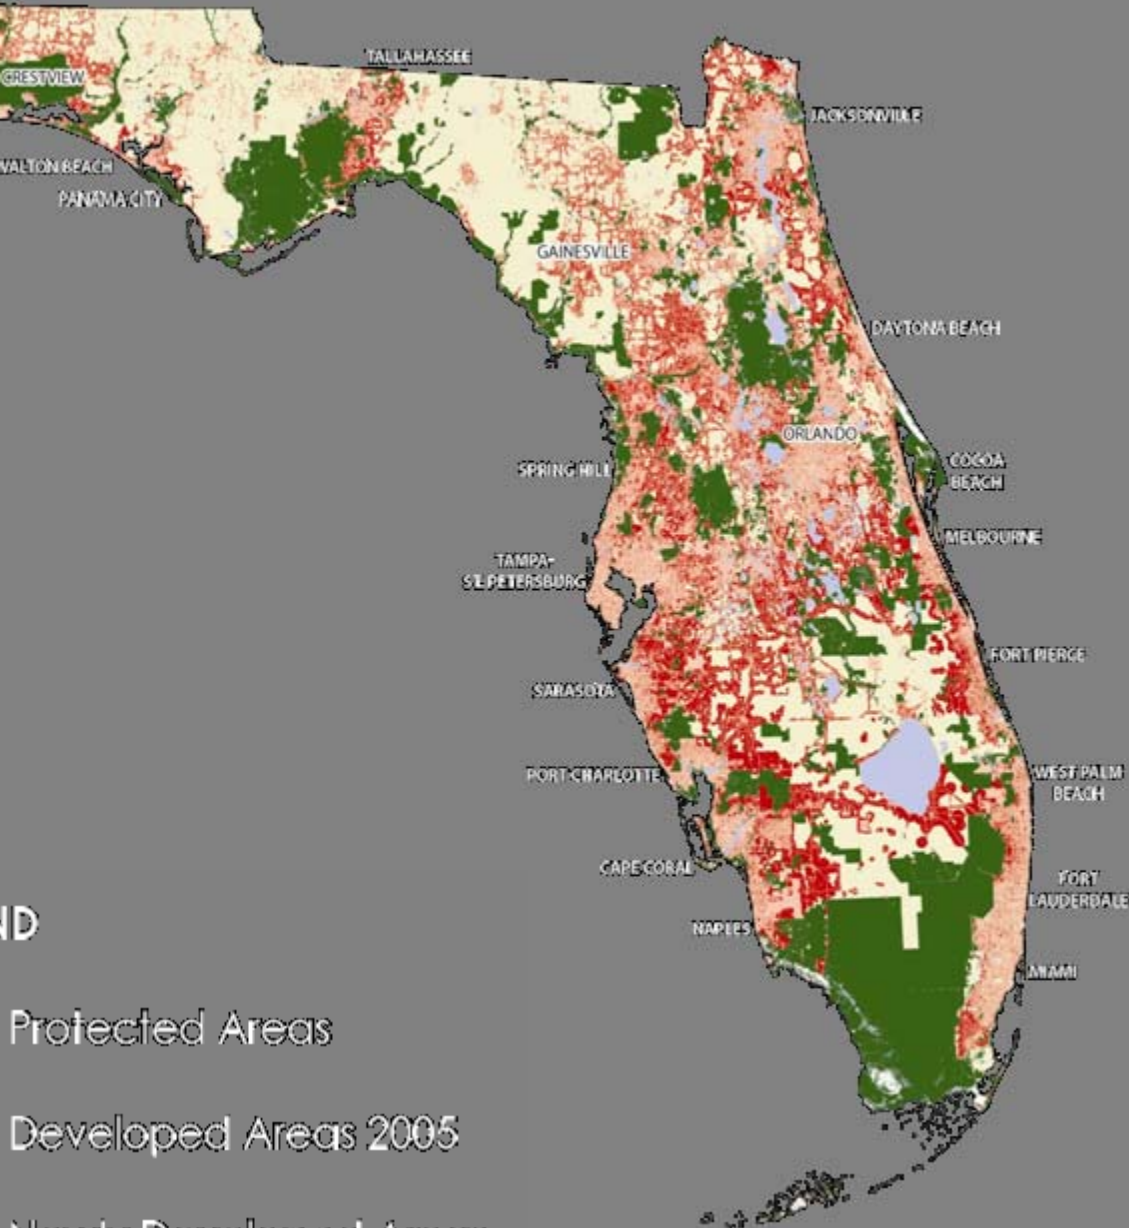 TALLAHASSEE
CRESTVIEW
JACKSONVILLE
WALTON BEACH
PANAMA CITY
GAINESVILLE
DAYTONA BEACH
ORLANDO
SPRING HILL
COCOA
BEACH
MELBOURNE
TAMPA-
ST. PETERSBURG
FORT PIERCE
SARASOTA
PORT CHARLOTTE
WEST PALM
BEACH
CAPE CORAL
FORT
LAUDERDALE
NAPLES
MIAMI
ND
Protected Areas
Developed Areas 2005